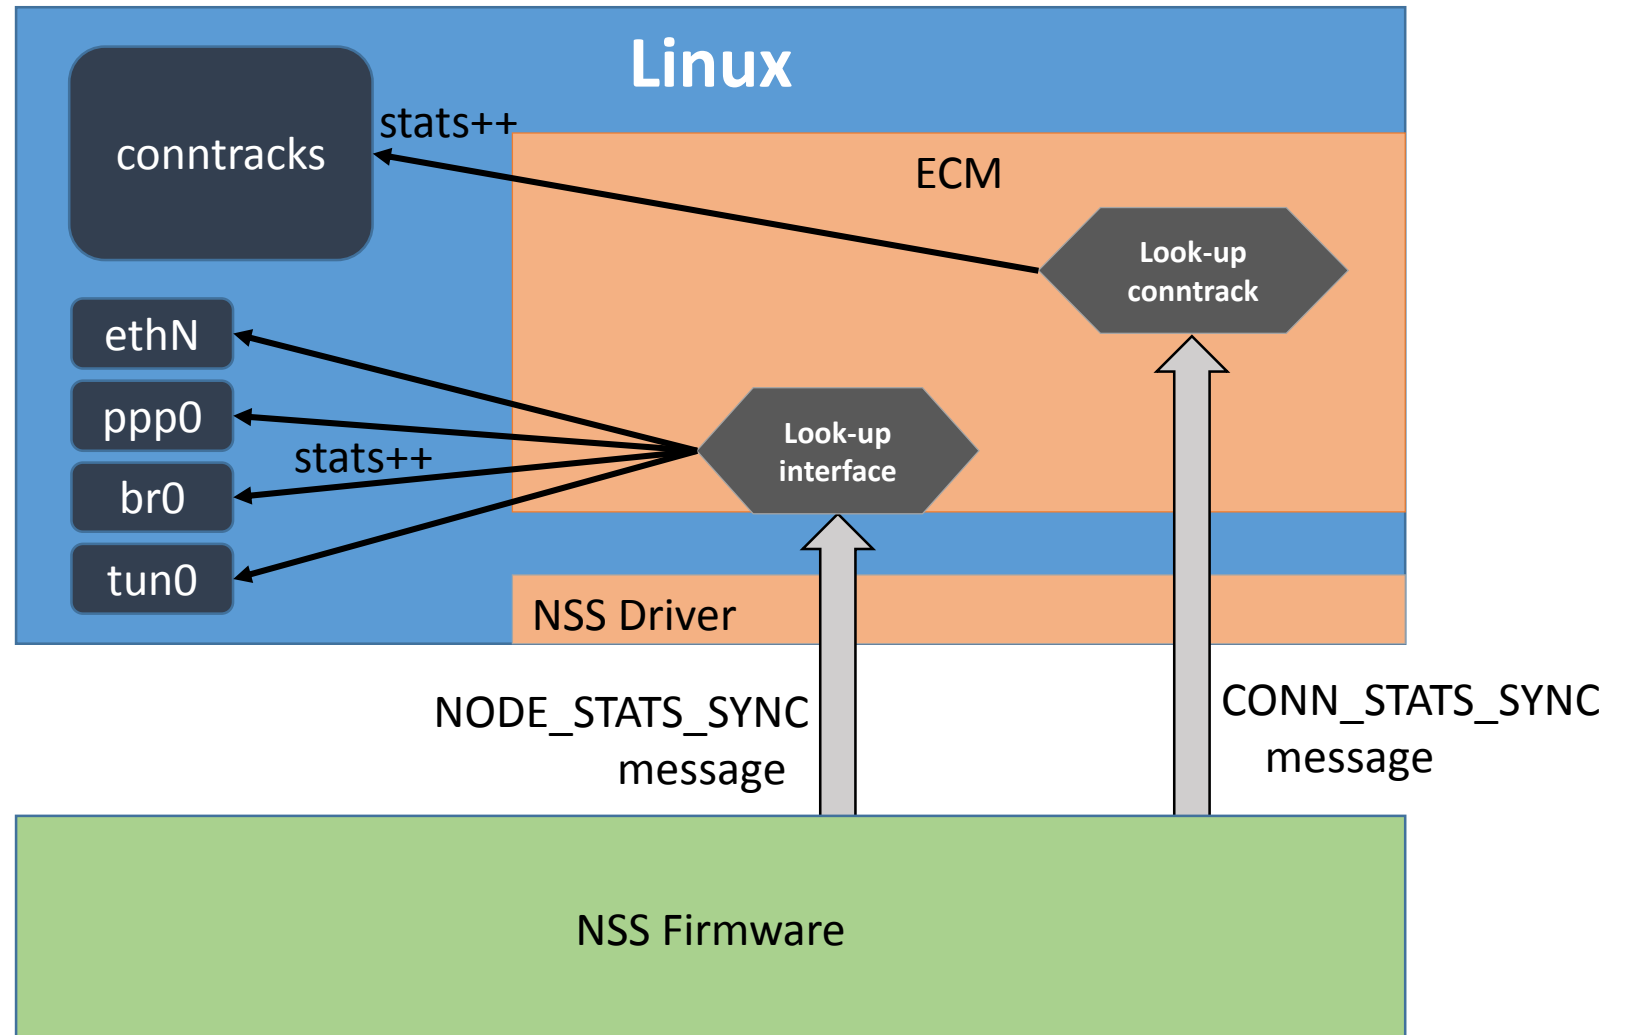 Linux
conntracks
stats++
ECM
Look-up
conntrack
ethN
ppp0
br0
tun0
stats++
Look-up
interface
NSS Driver
NODE_STATS_SYNC
message
CONN_STATS_SYNC
message
NSS Firmware